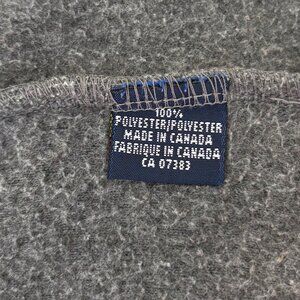 100%
POLYESTER/POLYESTER
MADE IN CANADA
FABRIQUE IN CANADA
CA 07383